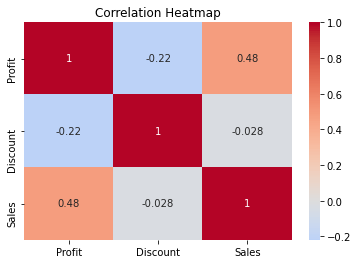 Correlation Heatmap
Profit
1
-0.22
0.48
Discount
-0.22
1
-0.028
Sales
0.48
-0.028
1
Profit
Discount
Sales
1.0
0.8
0.6
0.4
0.2
0.0
−0.2